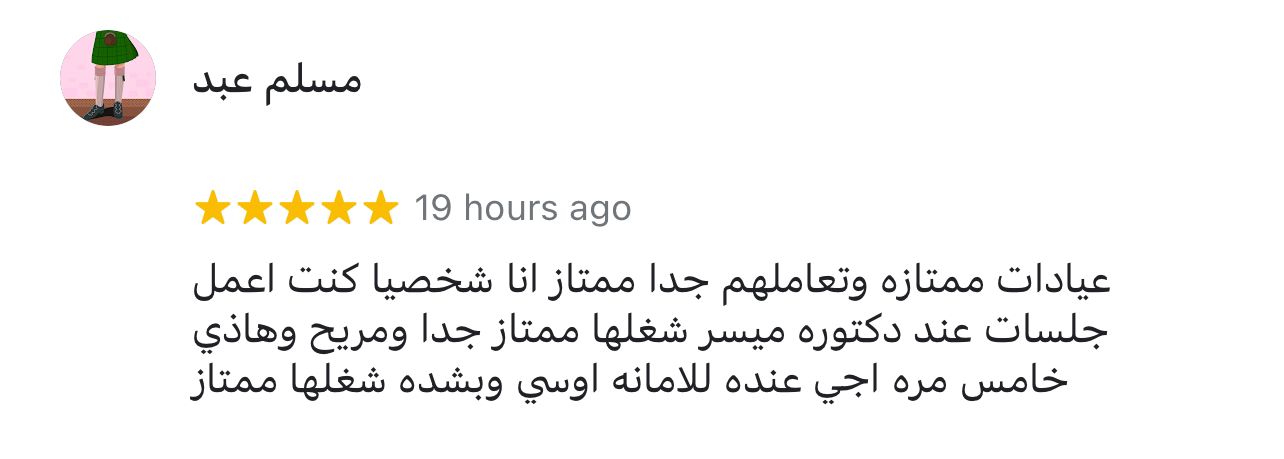 مسلم عبد
19 hours ago
عيادات ممتازه وتعاملهم جدا ممتاز انا شخصيا كنت اعمل
جلسات عند دكتوره ميسر شغلها ممتاز جدا ومريح وهاذي
خامس مره اجي عنده للامانه اوسي وبشده شغلها ممتاز